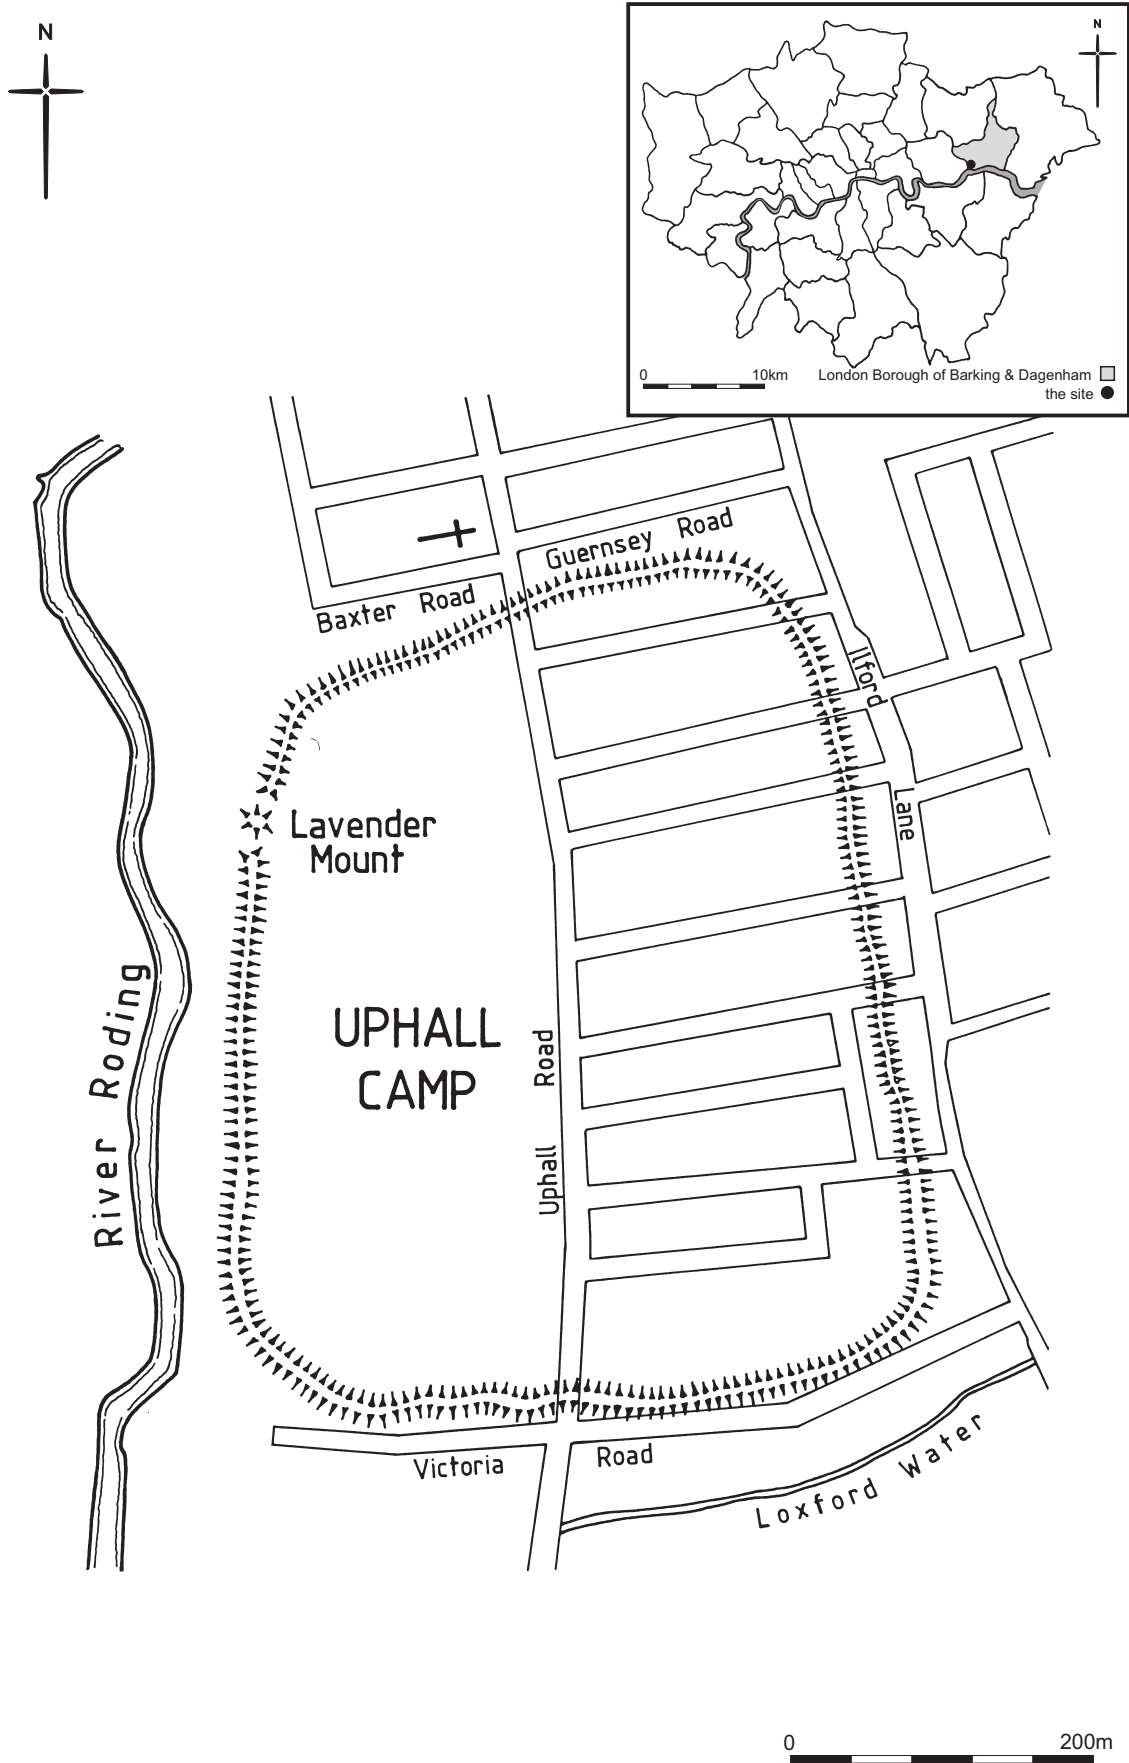 N
N
0 10km
London Borough of Barking & Dagenham
the site
Guernsey Road
Baxter Road
Ilford
Lane
Lavender
Mount
River Roding
UPHALL
CAMP
Uphall Road
Victoria Road
Loxford Water
0 200m